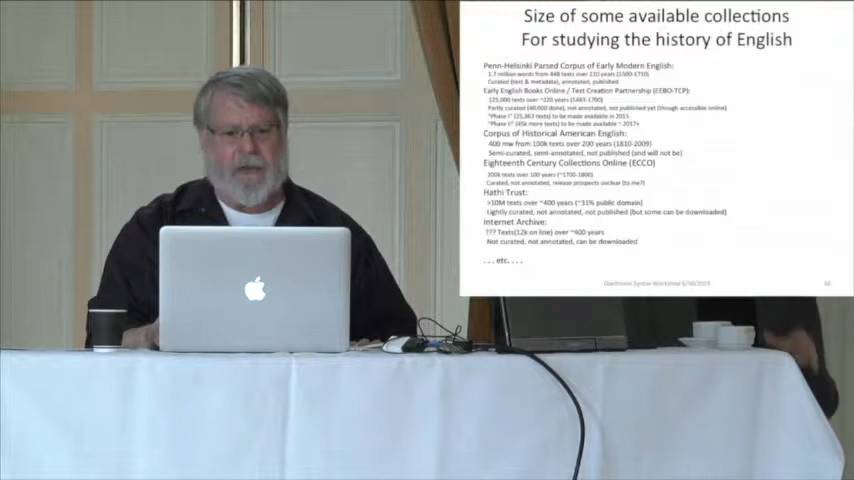 Size of some available collections
For studying the history of English
Penn-Helsinki Parsed Corpus of Early Modern English:
1.7 million words from 448 texts over 210 years (1500-1710)
Curated (text & metadata), annotated, published
Early English Books Online / Text Creation Partnership (EEBO-TCP):
125,000 texts over ~220 years (1483-1700)
Partly curated (40,000 done), not annotated, not published yet (though accessible online)
"Phase I" (25,363 texts) to be made available in 2015
(45k more texts) to be made available ~ 2017+
Corpus of Historical American English:
400 mw from 100k texts over 200 years (1810-2009)
Semi-curated, semi-annotated, not published (and will not be)
Eighteenth Century Collections Online (ECCO)
200k texts over 100 years (~1700-1800)
Curated, not annotated, release prospects unclear (to me?)
Hathi Trust:
>10M texts over ~400 years (~31% public domain)
Lightly curated, not annotated, not published (but some can be downloaded)
Internet Archive:
??? Texts(12k on line) over ~400 years
Not curated, not annotated, can be downloaded
. . . etc. . . .
Diachronic Syntax Workshop